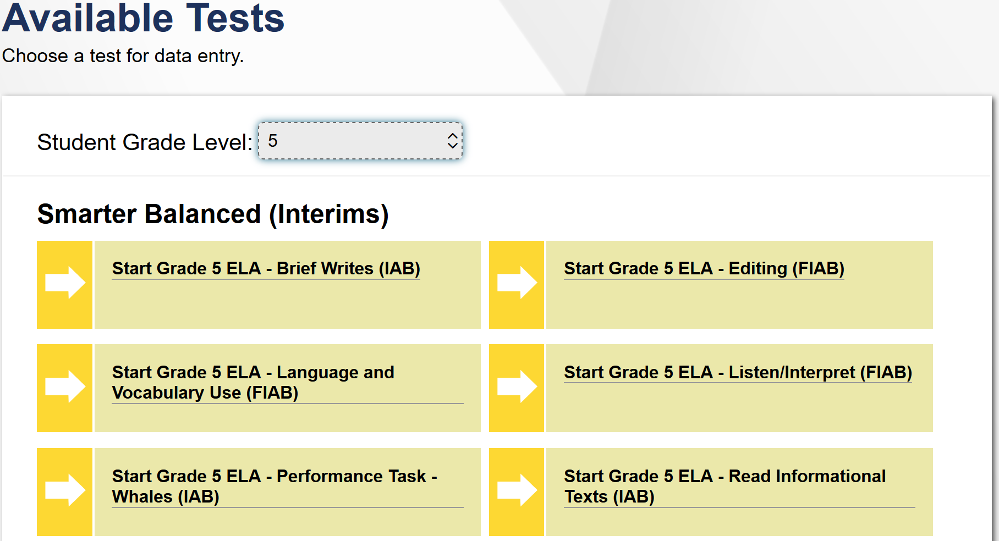 Available Tests
Choose a test for data entry.
Student Grade Level: 5
Smarter Balanced (Interims)
Start Grade 5 ELA - Brief Writes (IAB)
Start Grade 5 ELA - Editing (FIAB)
Start Grade 5 ELA - Language and
Vocabulary Use (FIAB)
Start Grade 5 ELA - Listen/Interpret (FIAB)
Start Grade 5 ELA - Performance Task -
Whales (IAB)
Start Grade 5 ELA - Read Informational
Texts (IAB)